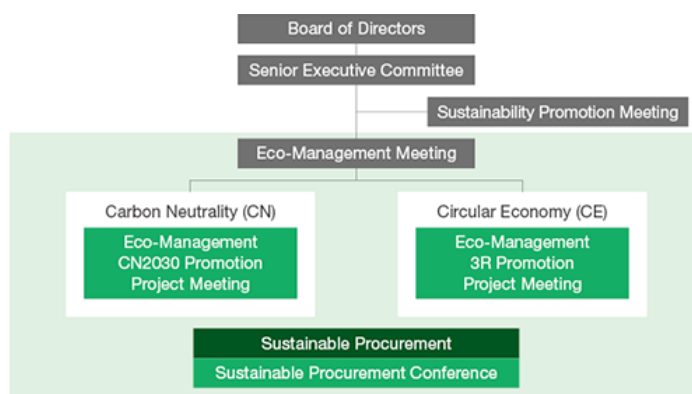 Board of Directors
Senior Executive Committee
Sustainability Promotion Meeting
Eco-Management Meeting
Carbon Neutrality (CN)
Eco-Management
CN2030 Promotion
Project Meeting
Circular Economy (CE)
Eco-Management
3R Promotion
Project Meeting
Sustainable Procurement
Sustainable Procurement Conference